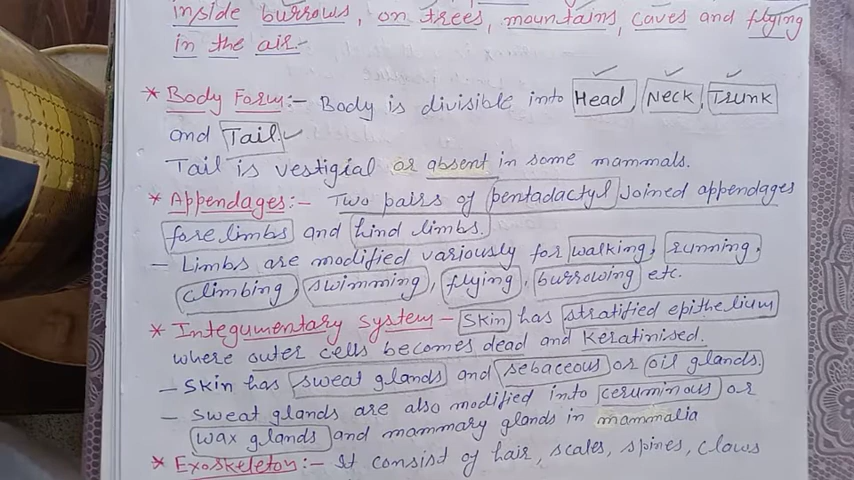 inside burrows, on trees, mountains, caves and flying
in the air.-
* Body Form:- Body is divisible into Head Neck Trunk
and Tail.
Tail is vestigial or absent in some mammals.
* Appendages:- Two pairs of pentadactyl joined appendages
fore limbs and hind limbs.
- Limbs are modified variously for walking, running,
climbing, swimming, flying, burrowing etc.
* Integumentary System - Skin has stratified epithelium
where outer cells becomes dead and Keratinised.
- Skin has sweat glands and sebaceous or oil glands.
- Sweat glands are also modified into ceruminous or
wax glands and mammary glands in mammalia
* Exoskeleton:- It consist of hair, scales, spines, claws